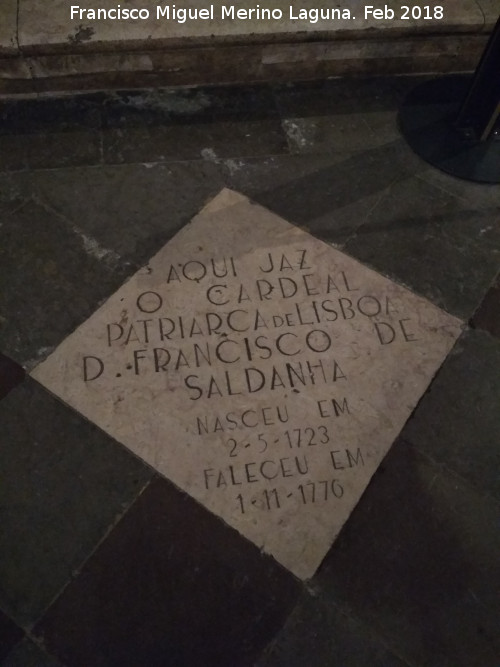 Francisco Miguel Merino Laguna. Feb 2018
AQUI JAZ
O CARDEAL
PATRIARCA DE LISBOA
D. FRANCISCO DE
SALDANHA
NASCEU EM
2-5-1723
FALECEU EM
1-11-1776